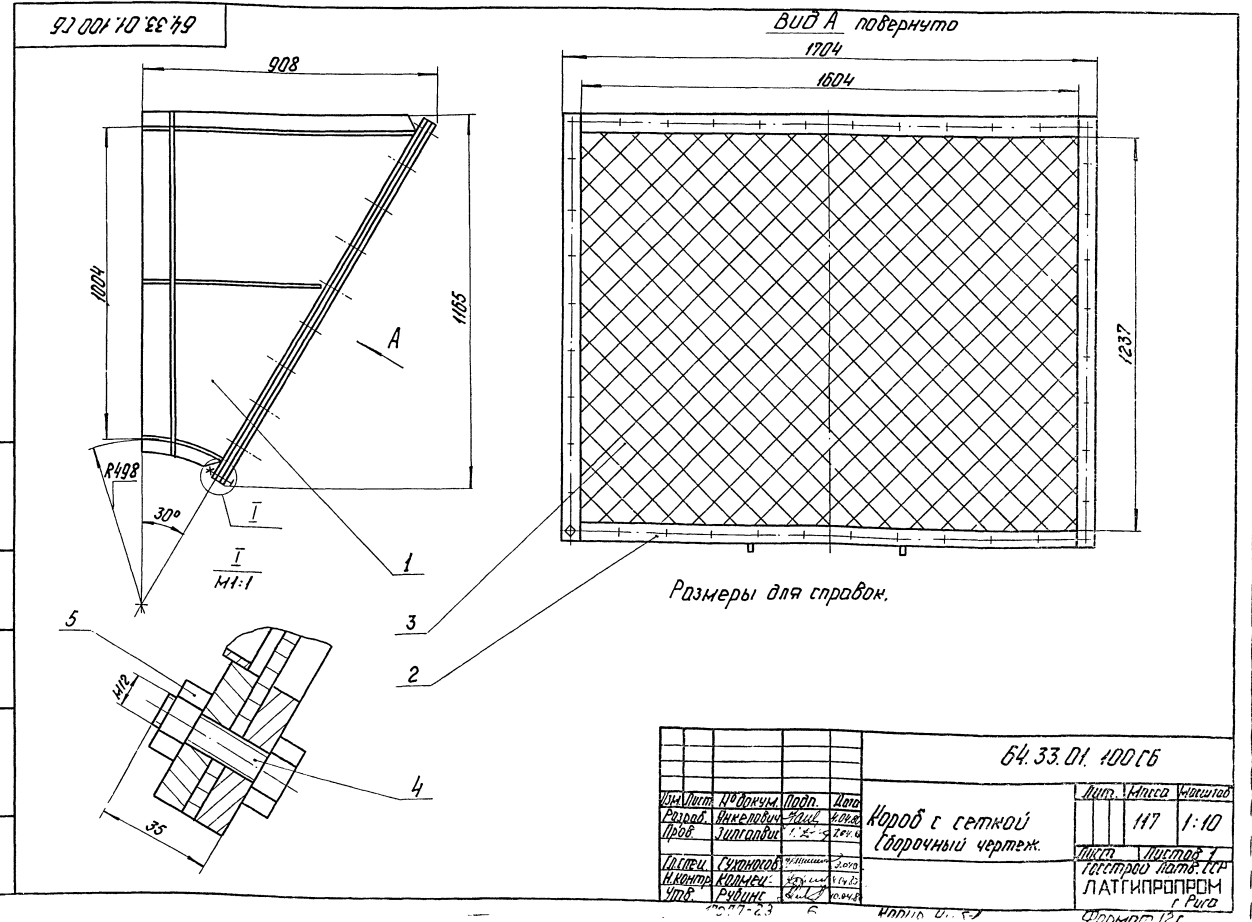 64.33.01.100 СБ
908
1004
1165
А
R498
30°
I
I
М1:1
1
Вид А повернуто
1704
1604
1237
Размеры для справок.
3
2
5
М12
4
35
64.33.01.100 СБ
Изм. Лист № докум. Подп. Дата
Разраб.
Пров.
Гл.спец. Сухоносов
Н.контр.
Утв. Рубинс
Короб с сеткой
Сборочный чертеж.
Лит. Масса Масштаб
117 1:10
Лист Листов 1
Госстрой Латв.ССР
ЛАТГИПРОПРОМ
г Рига
Формат 12